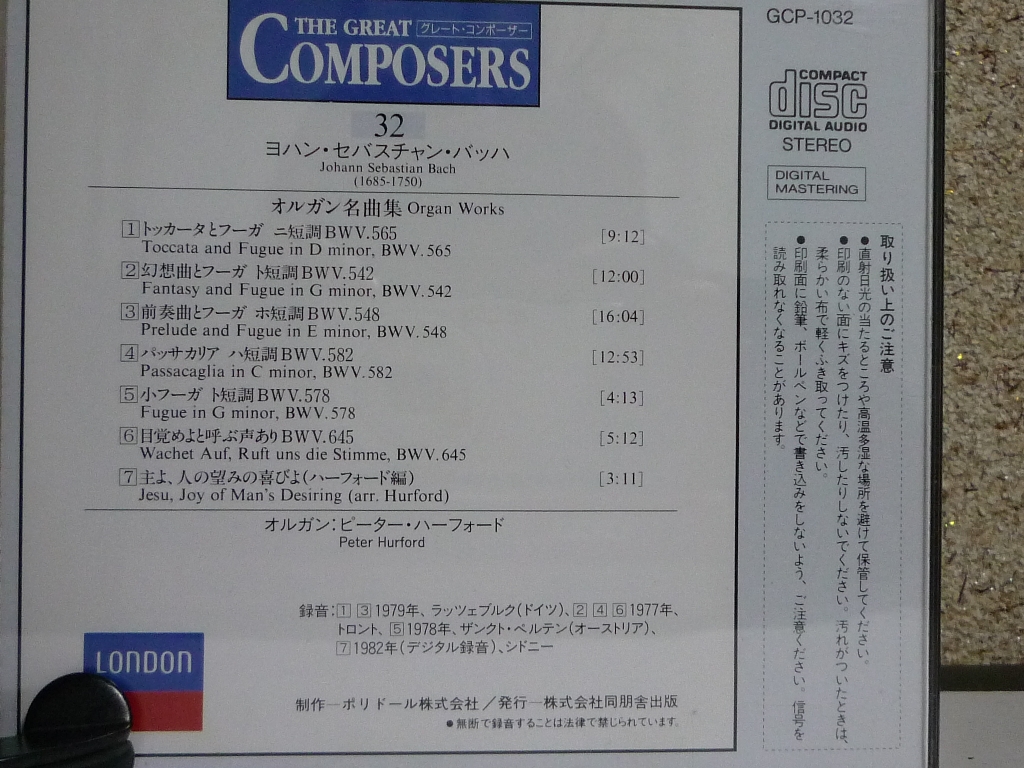 THE GREAT グレート・コンポーザー
COMPOSERS
32
ヨハン・セバスチャン・バッハ
Johann Sebastian Bach
(1685-1750)
オルガン名曲集 Organ Works
1 トッカータとフーガ ニ短調BWV.565 [9:12]
Toccata and Fugue in D minor, BWV.565
2 幻想曲とフーガ ト短調BWV.542 [12:00]
Fantasy and Fugue in G minor, BWV.542
3 前奏曲とフーガ ホ短調BWV.548 [16:04]
Prelude and Fugue in E minor, BWV.548
4 パッサカリア ハ短調BWV.582 [12:53]
Passacaglia in C minor, BWV.582
5 小フーガ ト短調BWV.578 [4:13]
Fugue in G minor, BWV.578
6 目覚めよと呼ぶ声ありBWV.645 [5:12]
Wachet Auf, Ruft uns die Stimme, BWV.645
7 主よ、人の望みの喜びよ(ハーフォード編) [3:11]
Jesu, Joy of Man's Desiring (arr. Hurford)
オルガン:ピーター・ハーフォード
Peter Hurford
録音:1 3 1979年、ラッツェブルク(ドイツ)、2 4 6 1977年、
トロント、5 1978年、ザンクト・ペルテン(オーストリア)、
7 1982年(デジタル録音)、シドニー
LONDON
制作—ポリドール株式会社/発行—株式会社同朋舎出版
●無断で録音することは法律で禁じられています。
GCP-1032
COMPACT
disc
DIGITAL AUDIO
STEREO
DIGITAL
MASTERING
取り扱い上のご注意
●直射日光の当たるところや高温多湿な場所を避けて保管してください。
●印刷のない面にキズをつけたり、汚したりしないでください。汚れがついたときは、
柔らかい布で軽くふき取ってください。
●印刷面に鉛筆、ボールペンなどで書き込みをしないよう、ご注意ください。信号を
読み取れなくなることがあります。